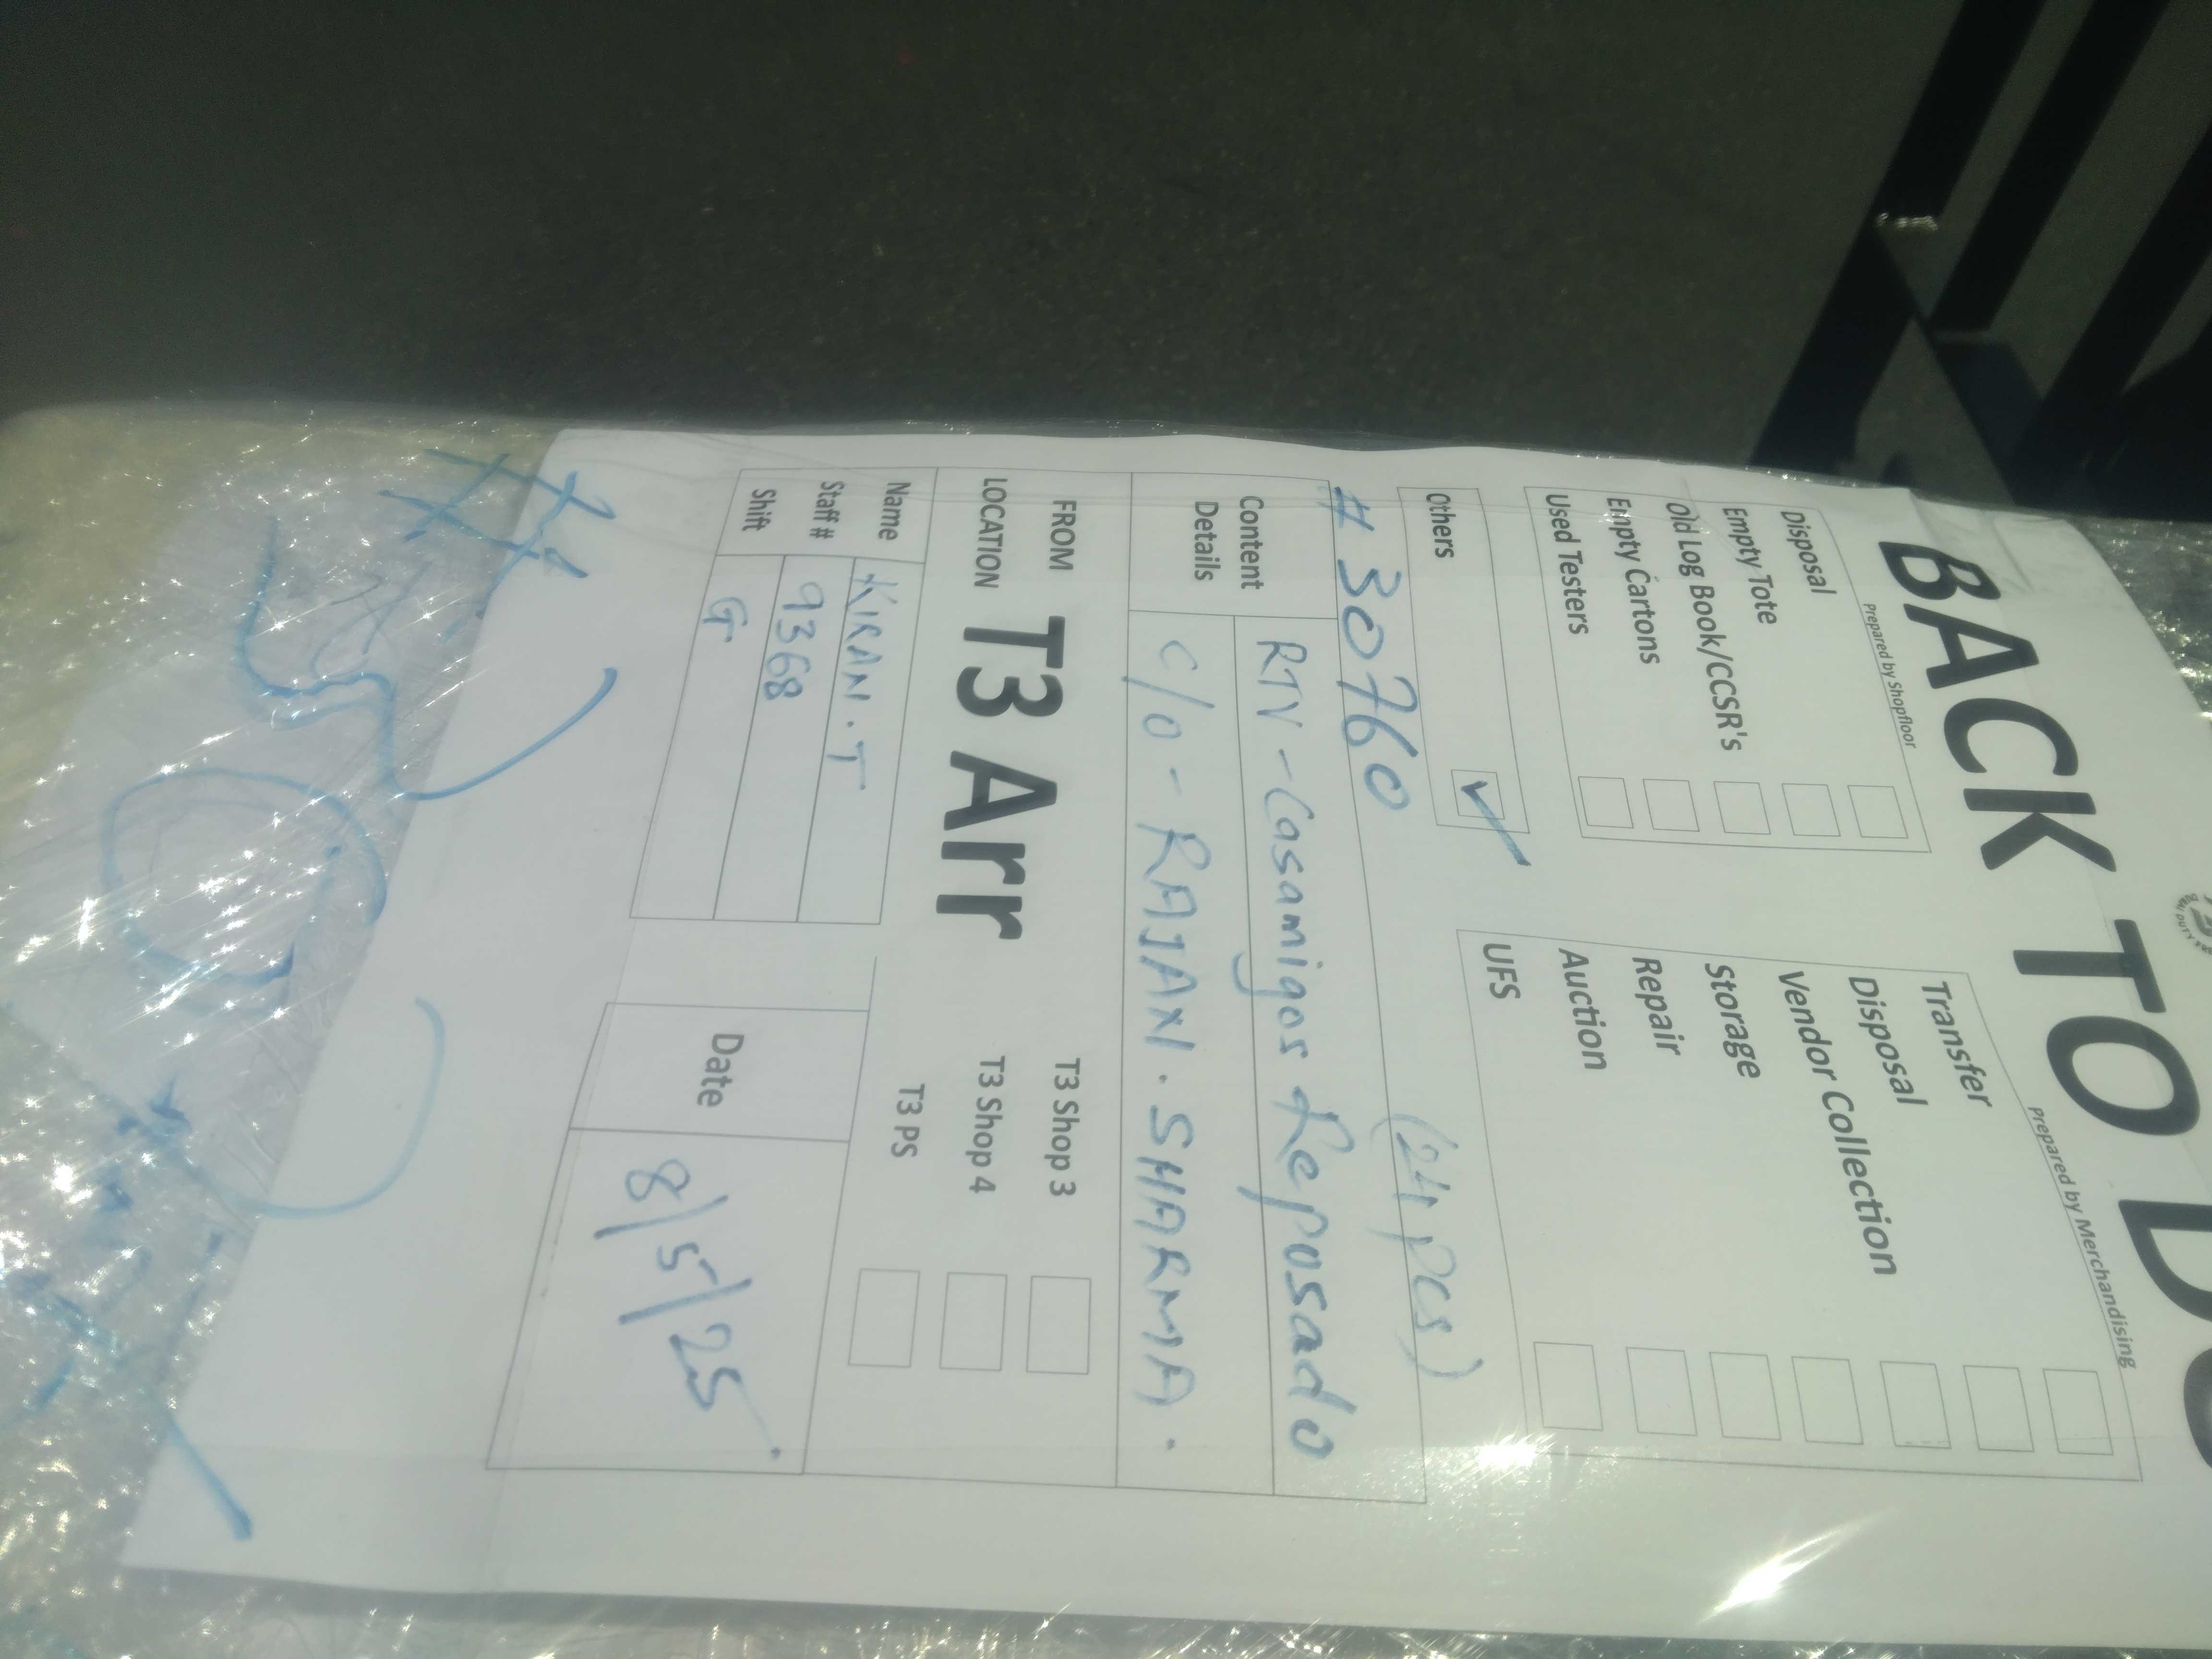 BACK TO
Prepared by Shopfloor
Disposal
Empty Tote
Old Log Book/CCSR's
Empty Cartons
Used Testers
Others
Prepared by Merchandising
Transfer
Disposal
Vendor Collection
Storage
Repair
Auction
UFS
# 30760 (24 pcs)
Content Details
RTV - Casamigos Reposado
C/O - RAJANI . SHARMA .
FROM LOCATION
T3 Arr
T3 Shop 3
T3 Shop 4
T3 PS
Name KIRAN . T
Staff # 9368
Shift G
Date 8/5/25